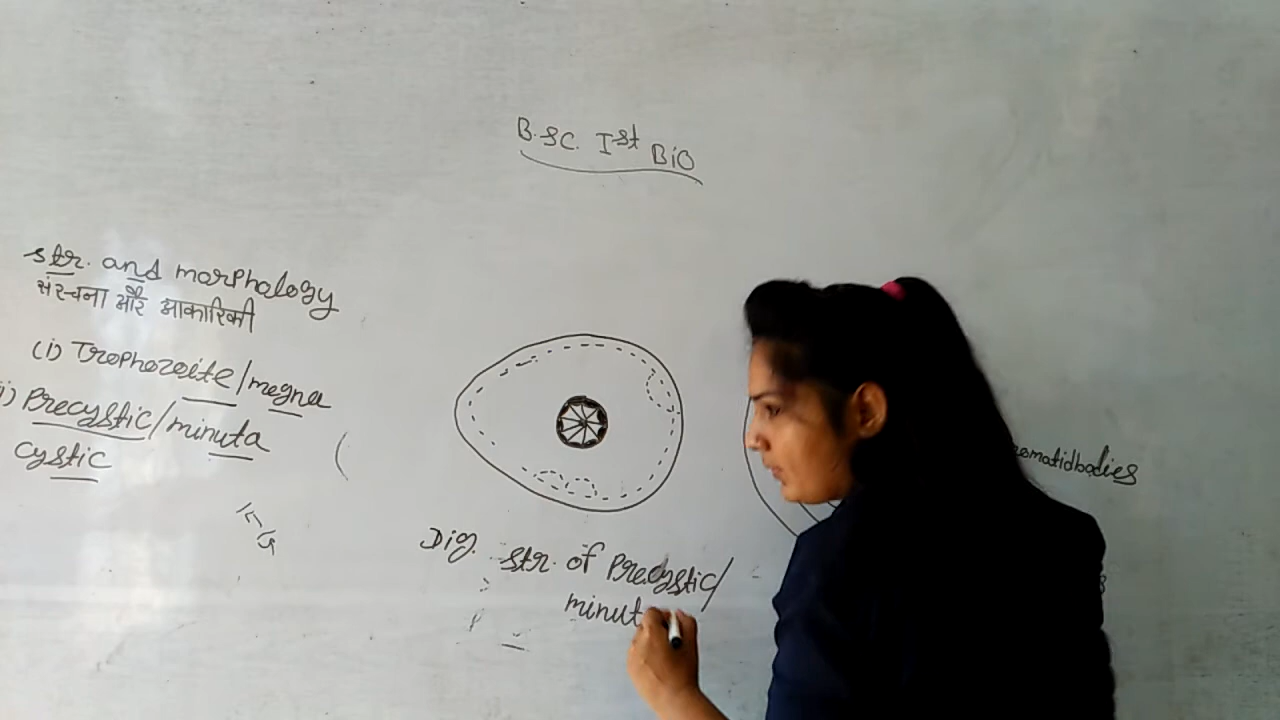 B.Sc. Ist BiO
str. and morphology
संरचना और आकारिकी
(i) Trophozoite/magna
i) Precystic/minuta
cystic
Dig. str. of Precystic/
minut
romatidbodies